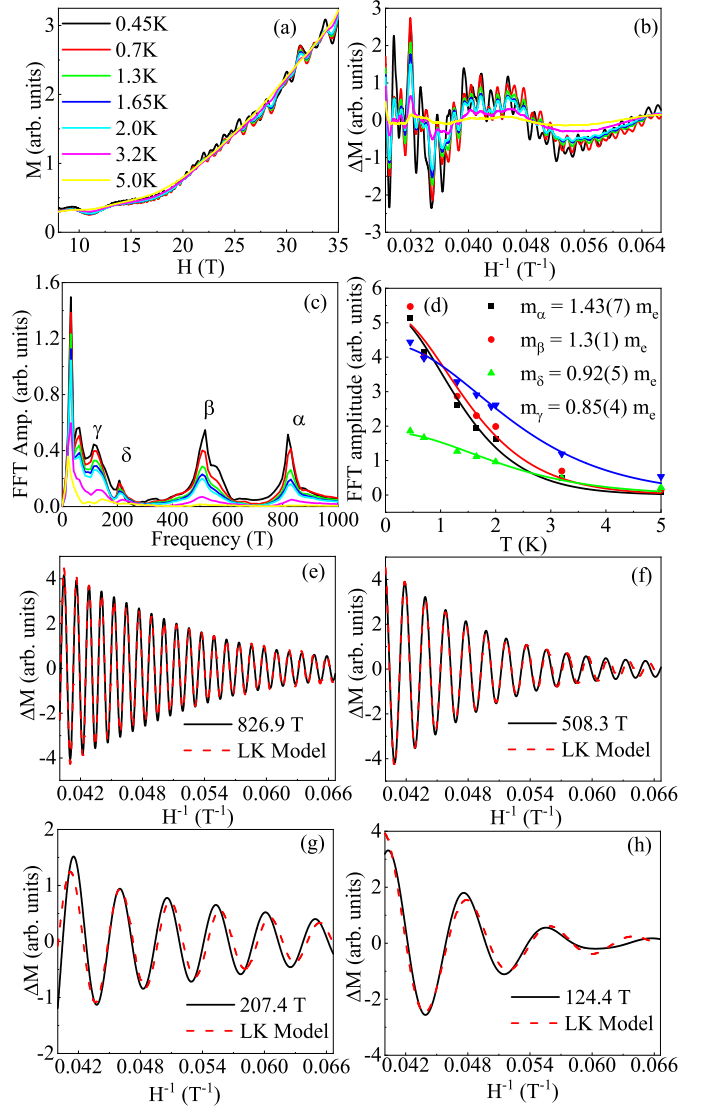 (a)
0.45K
0.7K
1.3K
1.65K
2.0K
3.2K
5.0K
M (arb. units)
0
1
2
3
10 15 20 25 30 35
H (T)
(b)
ΔM (arb. units)
-3
-2
-1
0
1
2
3
0.032 0.040 0.048 0.056 0.064
H⁻¹ (T⁻¹)
(c)
FFT Amp. (arb. units)
0.0
0.4
0.8
1.2
1.6
γ
δ
β
α
0 200 400 600 800 1000
Frequency (T)
(d)
FFT amplitude (arb. units)
0
1
2
3
4
5
6
mα = 1.43(7) me
mβ = 1.3(1) me
mδ = 0.92(5) me
mγ = 0.85(4) me
0 1 2 3 4 5
T (K)
(e)
ΔM (arb. units)
-4
-2
0
2
4
826.9 T
LK Model
0.042 0.048 0.054 0.060 0.066
H⁻¹ (T⁻¹)
(f)
ΔM (arb. units)
-4
-2
0
2
4
508.3 T
LK Model
0.042 0.048 0.054 0.060 0.066
H⁻¹ (T⁻¹)
(g)
ΔM (arb. units)
-2
-1
0
1
2
207.4 T
LK Model
0.042 0.048 0.054 0.060 0.066
H⁻¹ (T⁻¹)
(h)
ΔM (arb. units)
-4
-2
0
2
4
124.4 T
LK Model
0.042 0.048 0.054 0.060 0.066
H⁻¹ (T⁻¹)